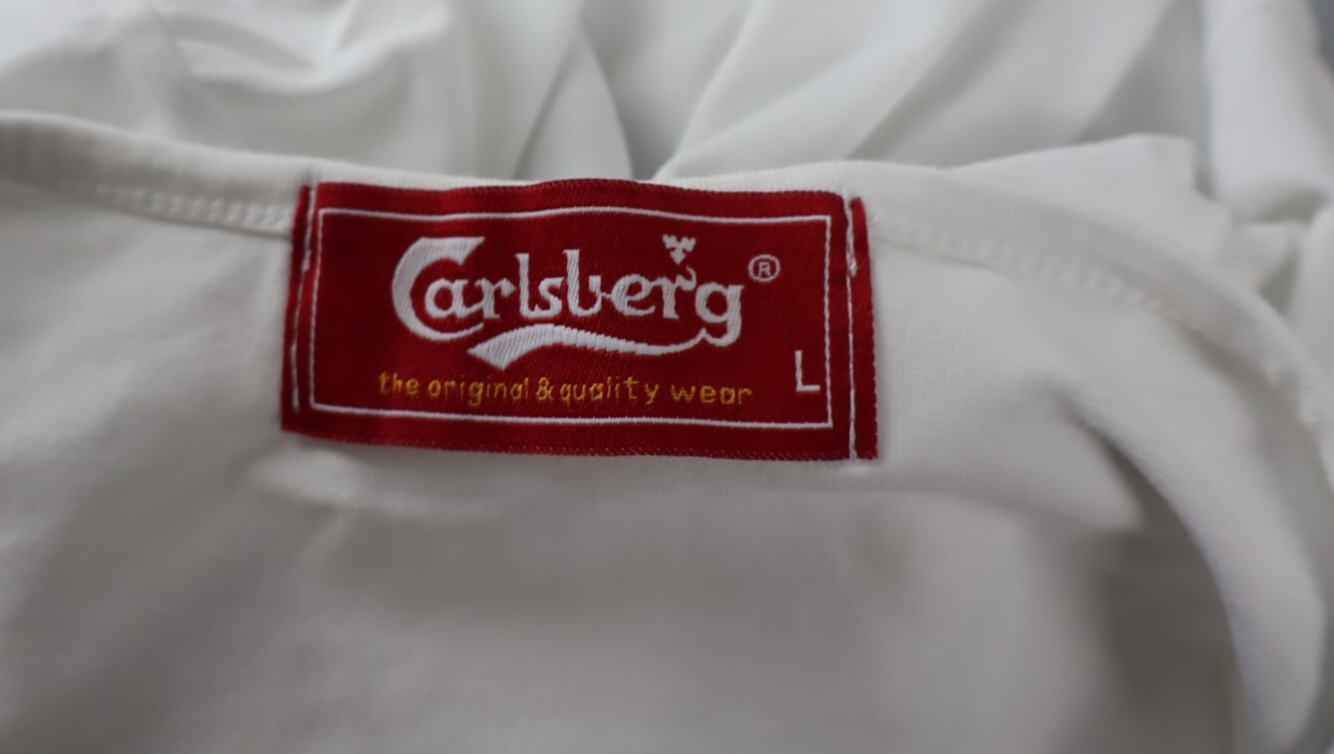 Carlsberg®
L
the original & quality wear